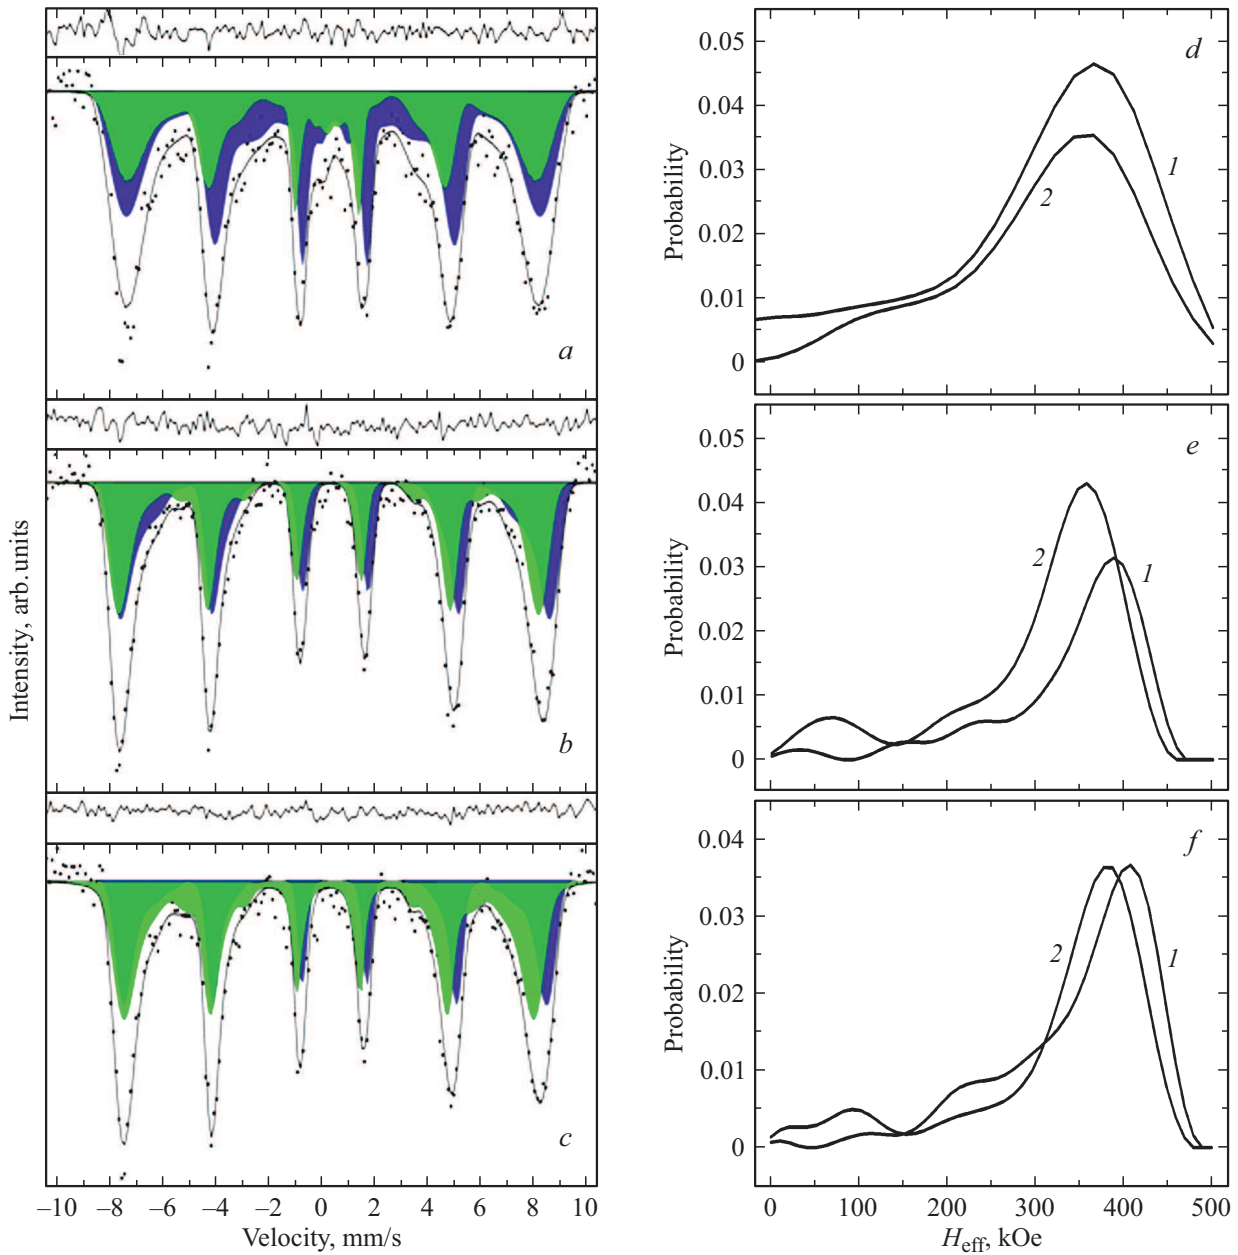 a
b
c
Intensity, arb. units
−10 −8 −6 −4 −2 0 2 4 6 8 10
Velocity, mm/s
d
0.05
0.04
0.03
0.02
0.01
0
Probability
1
2
e
0.05
0.04
0.03
0.02
0.01
0
Probability
2
1
f
0.04
0.03
0.02
0.01
0
Probability
2
1
0 100 200 300 400 500
Heff, kOe